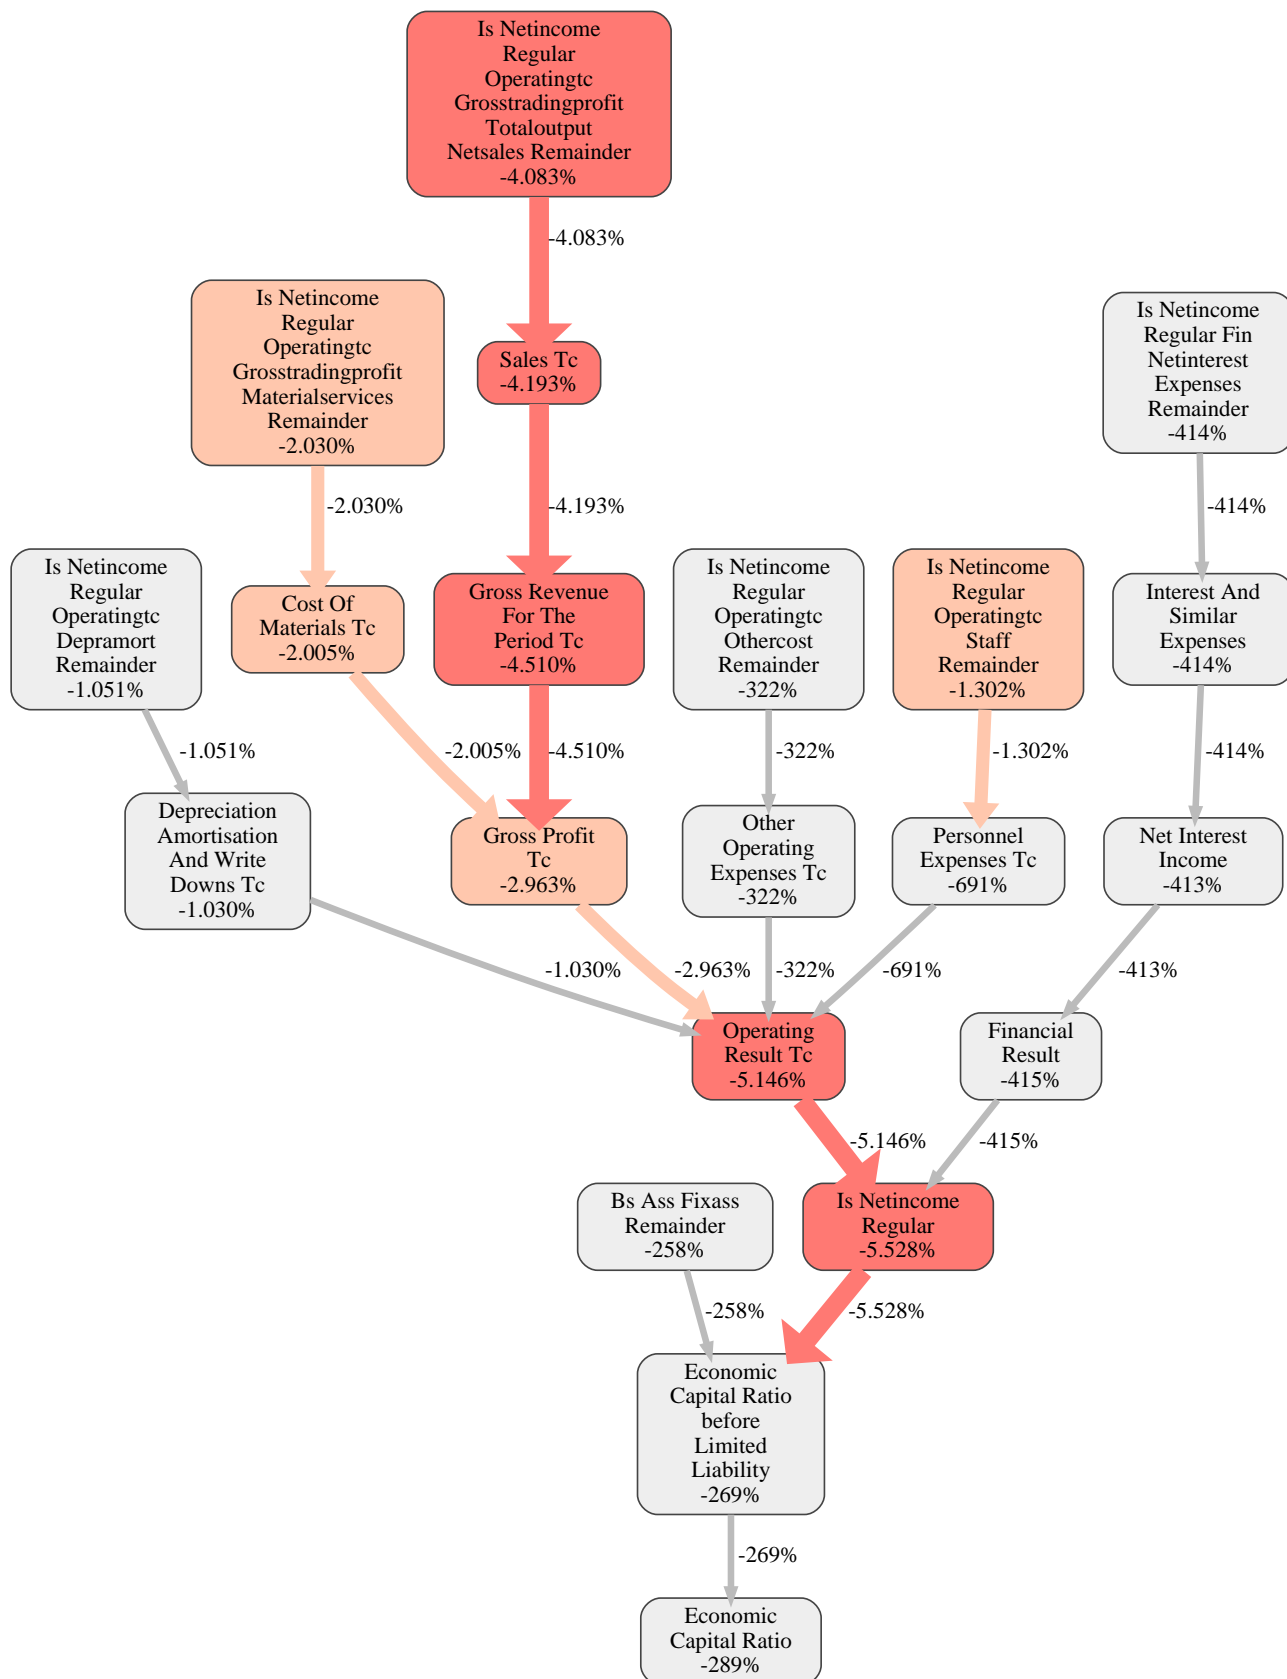 Is Netincome
Regular
Operatingtc
Grosstradingprofit
Totaloutput
Netsales Remainder
-4.083%
-4.083%
Is Netincome
Regular
Operatingtc
Grosstradingprofit
Materialservices
Remainder
-2.030%
Sales Tc
-4.193%
Is Netincome
Regular Fin
Netinterest
Expenses
Remainder
-414%
-2.030%
-4.193%
-414%
Is Netincome
Regular
Operatingtc
Depramort
Remainder
-1.051%
Cost Of
Materials Tc
-2.005%
Gross Revenue
For The
Period Tc
-4.510%
Is Netincome
Regular
Operatingtc
Othercost
Remainder
-322%
Is Netincome
Regular
Operatingtc
Staff
Remainder
-1.302%
Interest And
Similar
Expenses
-414%
-1.051%
-2.005%
-4.510%
-322%
-1.302%
-414%
Depreciation
Amortisation
And Write
Downs Tc
-1.030%
Gross Profit
Tc
-2.963%
Other
Operating
Expenses Tc
-322%
Personnel
Expenses Tc
-691%
Net Interest
Income
-413%
-1.030%
-2.963%
-322%
-691%
-413%
Operating
Result Tc
-5.146%
Financial
Result
-415%
-5.146%
-415%
Bs Ass Fixass
Remainder
-258%
Is Netincome
Regular
-5.528%
-258%
-5.528%
Economic
Capital Ratio
before
Limited
Liability
-269%
-269%
Economic
Capital Ratio
-289%